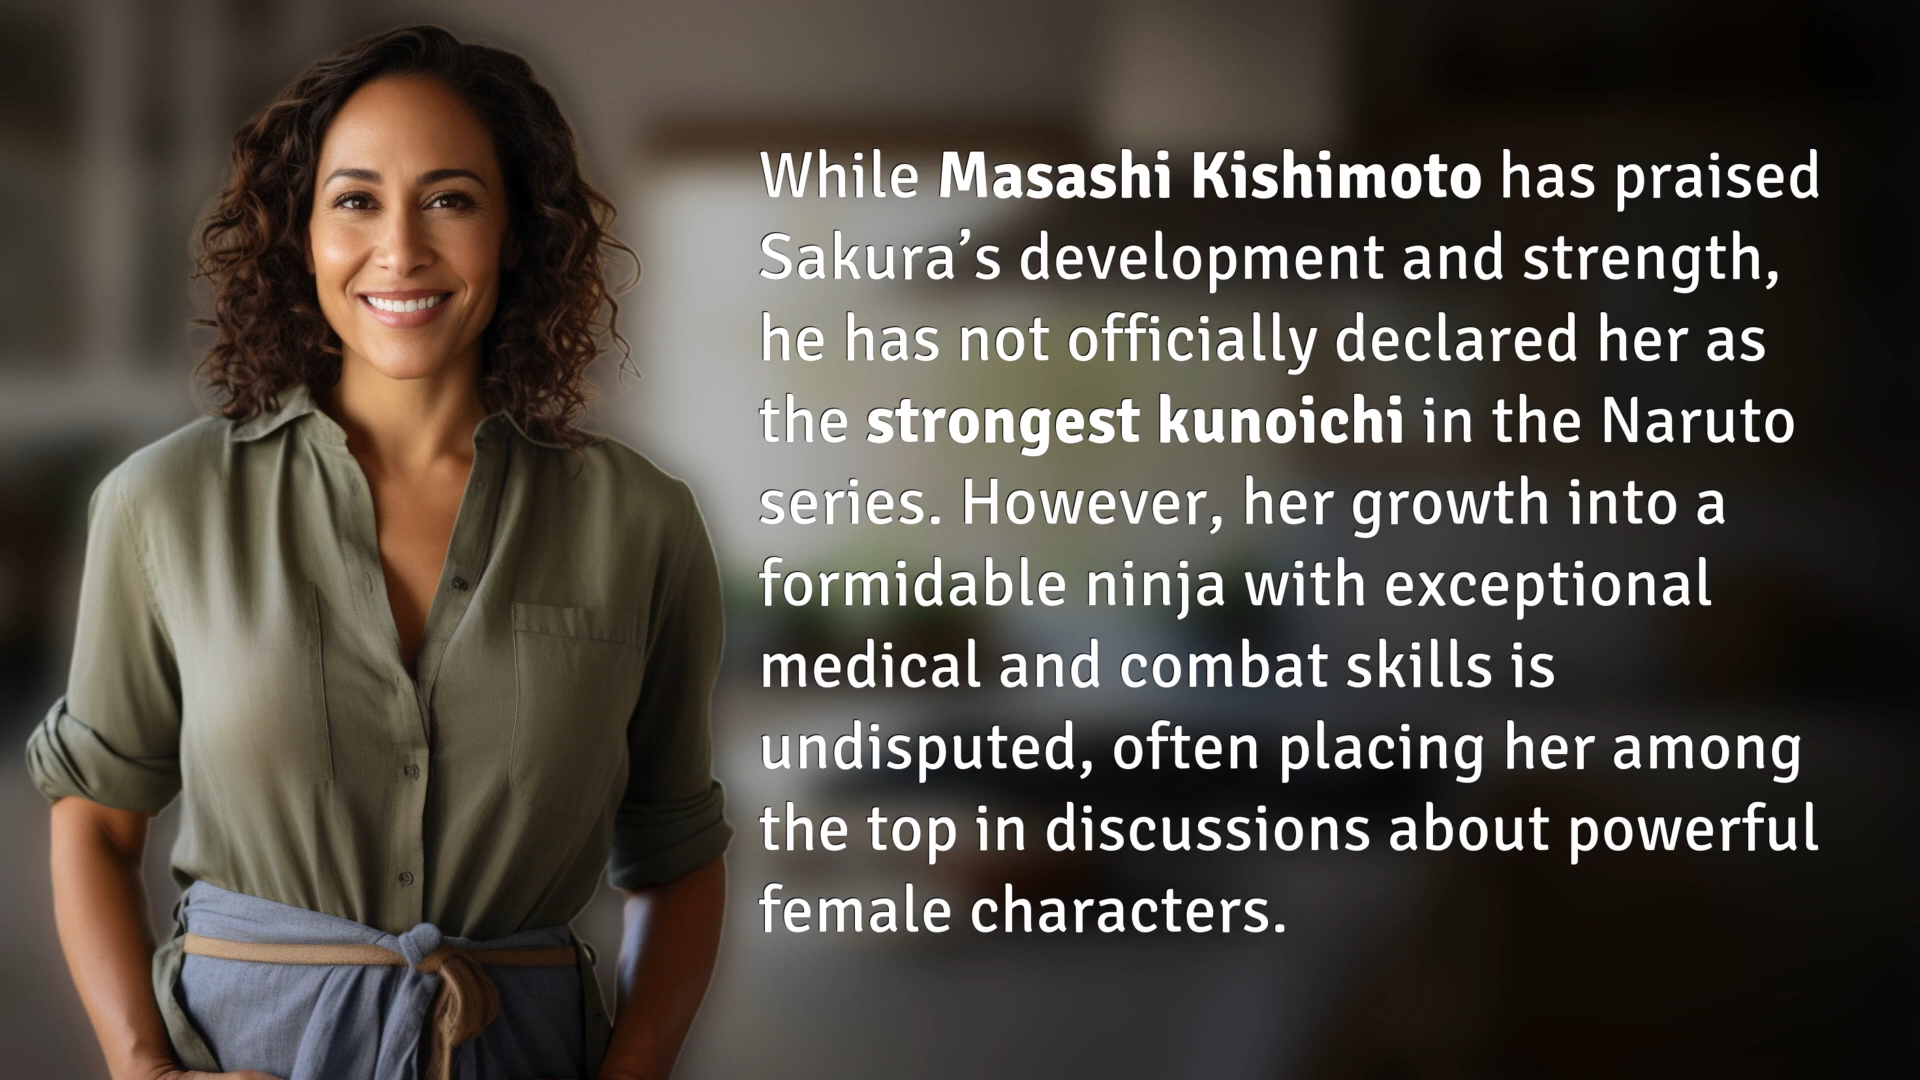 While Masashi Kishimoto has praised
Sakura’s development and strength,
he has not officially declared her as
the strongest kunoichi in the Naruto
series. However, her growth into a
formidable ninja with exceptional
medical and combat skills is
undisputed, often placing her among
the top in discussions about powerful
female characters.